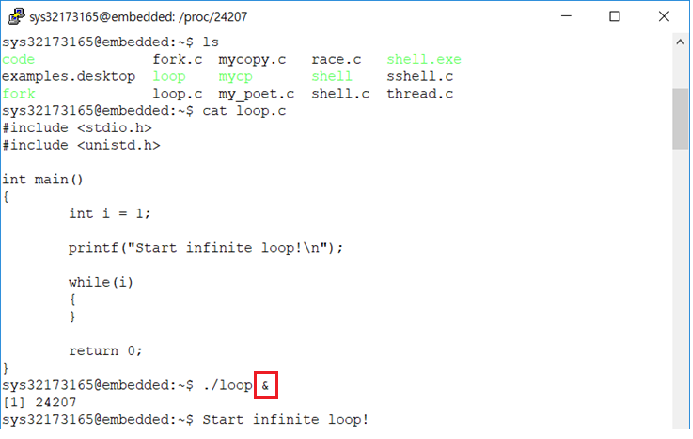 sys32173165@embedded: /proc/24207
sys32173165@embedded:~$ ls
code fork.c mycopy.c race.c shell.exe
examples.desktop loop mycp shell sshell.c
fork loop.c my_poet.c shell.c thread.c
sys32173165@embedded:~$ cat loop.c
#include <stdio.h>
#include <unistd.h>
int main()
{
int i = 1;
printf("Start infinite loop!\n");
while(i)
{
}
return 0;
}
sys32173165@embedded:~$ ./loop &
[1] 24207
sys32173165@embedded:~$ Start infinite loop!